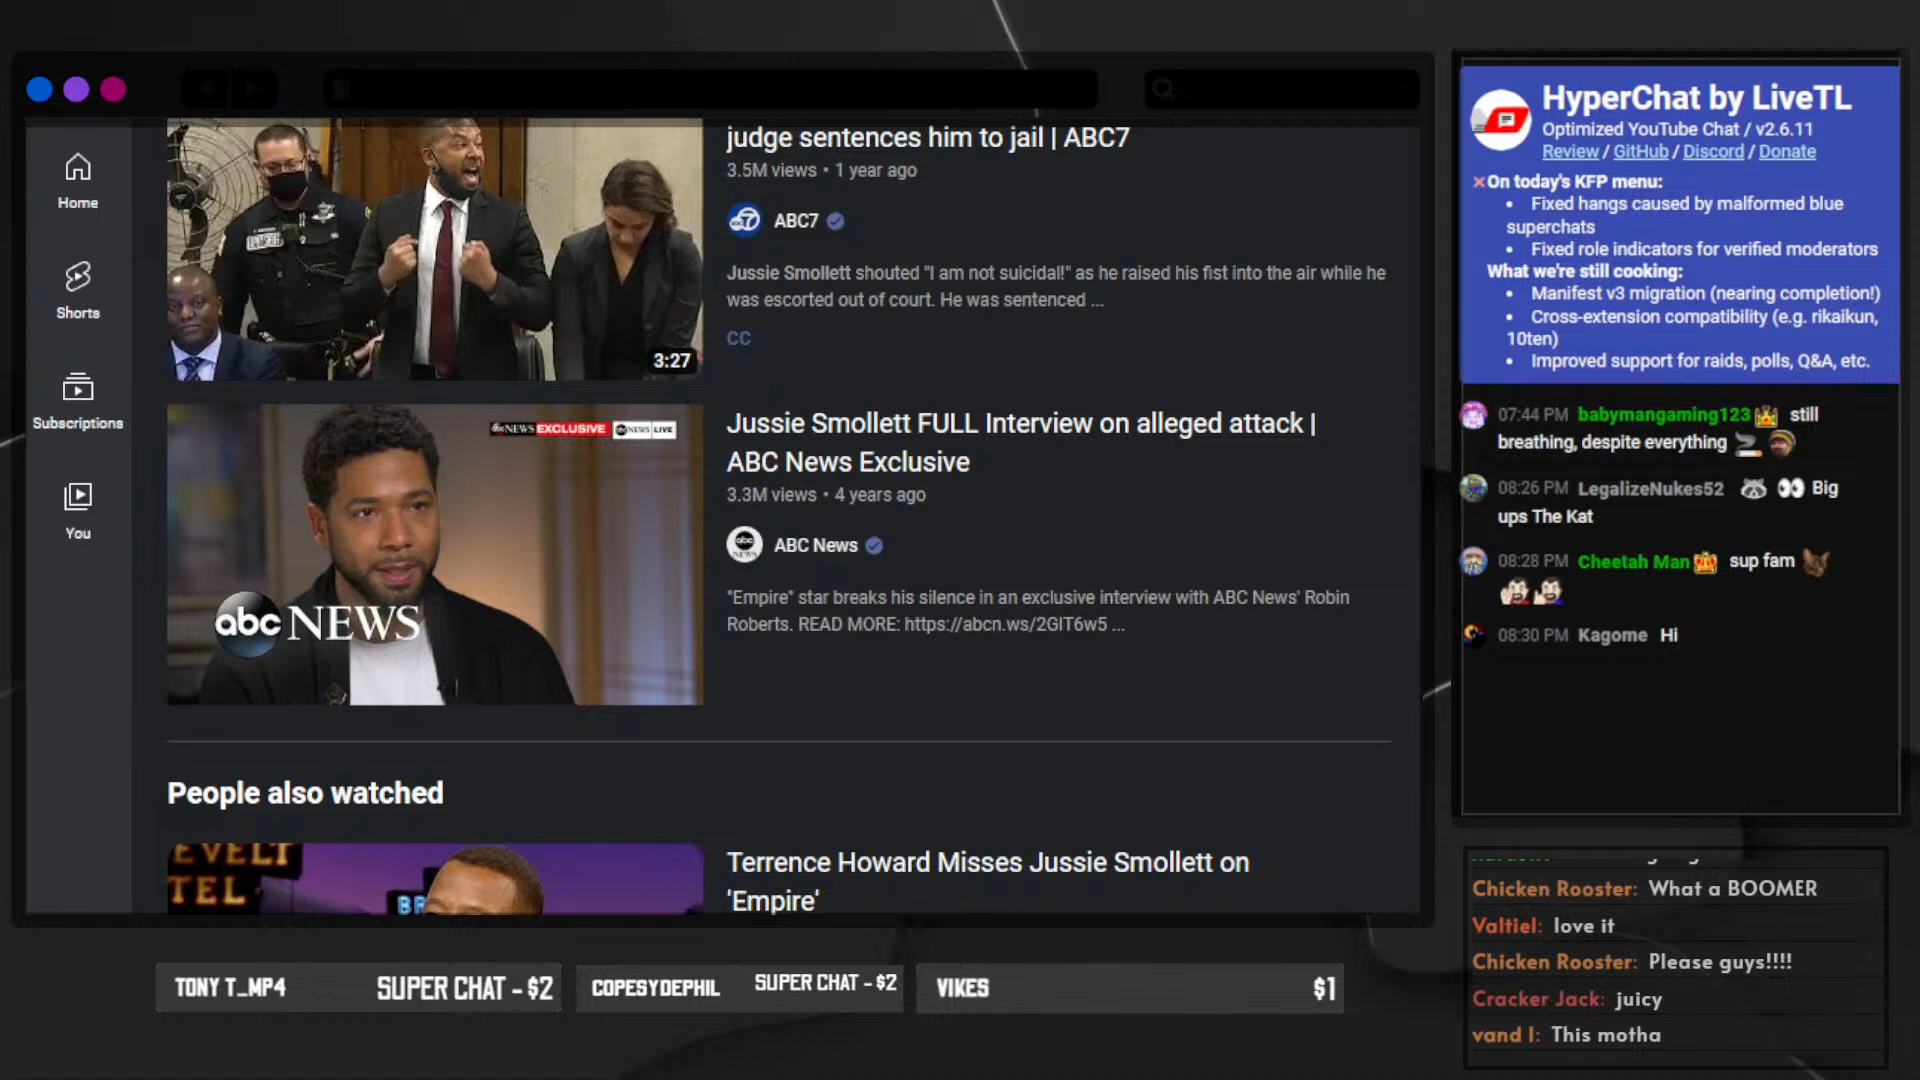 Home
Shorts
Subscriptions
You
3:27
judge sentences him to jail | ABC7
3.5M views • 1 year ago
ABC7
Jussie Smollett shouted "I am not suicidal!" as he raised his fist into the air while he
was escorted out of court. He was sentenced ...
CC
abc NEWS EXCLUSIVE abc NEWS LIVE
abc NEWS
Jussie Smollett FULL Interview on alleged attack |
ABC News Exclusive
3.3M views • 4 years ago
abc NEWS
ABC News
"Empire" star breaks his silence in an exclusive interview with ABC News' Robin
Roberts. READ MORE: https://abcn.ws/2GIT6w5 ...
People also watched
EVELT
TEL
BR
Terrence Howard Misses Jussie Smollett on
'Empire'
TONY T_MP4 SUPER CHAT - $2
COPESYDEPHIL SUPER CHAT - $2
VIKES $1
HyperChat by LiveTL
Optimized YouTube Chat / v2.6.11
Review / GitHub / Discord / Donate
×On today's KFP menu:
• Fixed hangs caused by malformed blue
superchats
• Fixed role indicators for verified moderators
What we're still cooking:
• Manifest v3 migration (nearing completion!)
• Cross-extension compatibility (e.g. rikaikun,
10ten)
• Improved support for raids, polls, Q&A, etc.
07:44 PM babymangaming123 still
breathing, despite everything
08:26 PM LegalizeNukes52 Big
ups The Kat
08:28 PM Cheetah Man sup fam
08:30 PM Kagome Hi
Chicken Rooster: What a BOOMER
Valtiel: love it
Chicken Rooster: Please guys!!!!
Cracker Jack: juicy
vand l: This motha